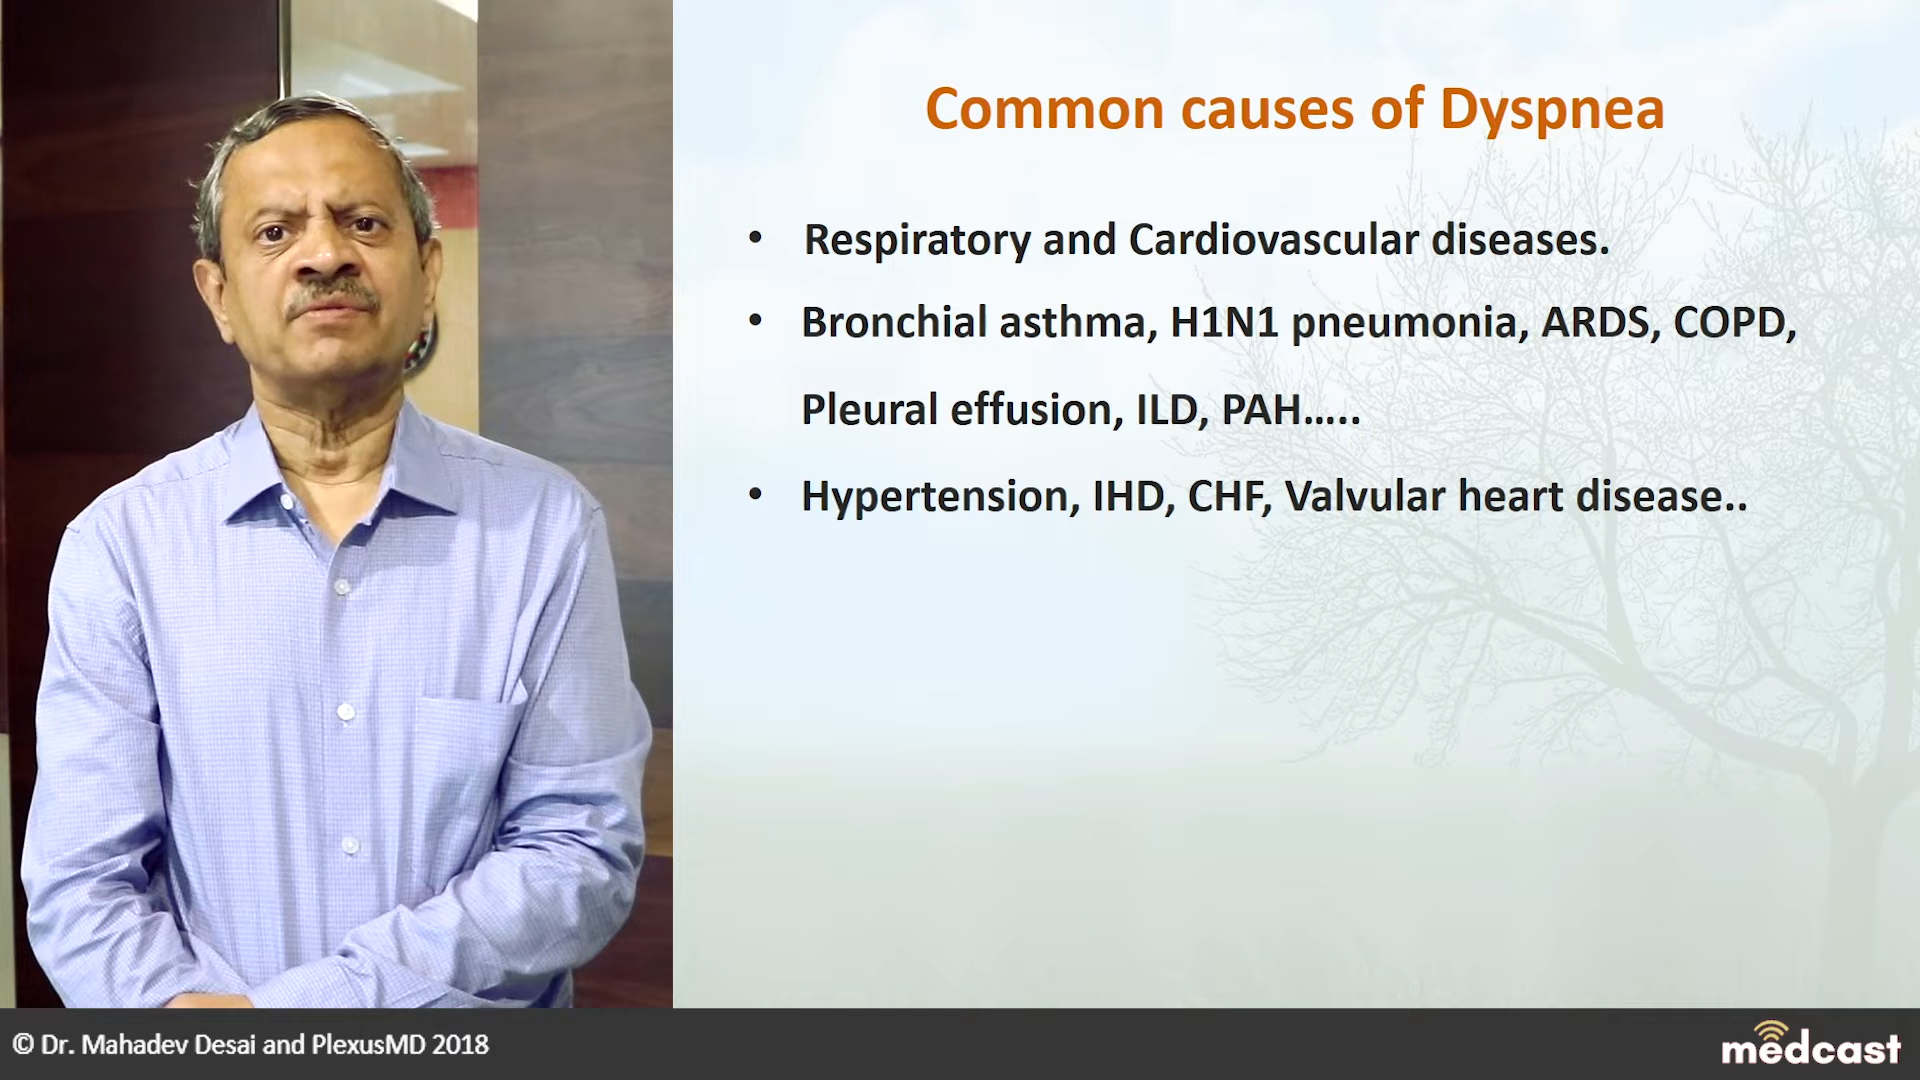 Common causes of Dyspnea
• Respiratory and Cardiovascular diseases.
• Bronchial asthma, H1N1 pneumonia, ARDS, COPD,
Pleural effusion, ILD, PAH.....
• Hypertension, IHD, CHF, Valvular heart disease..
© Dr. Mahadev Desai and PlexusMD 2018
medcast